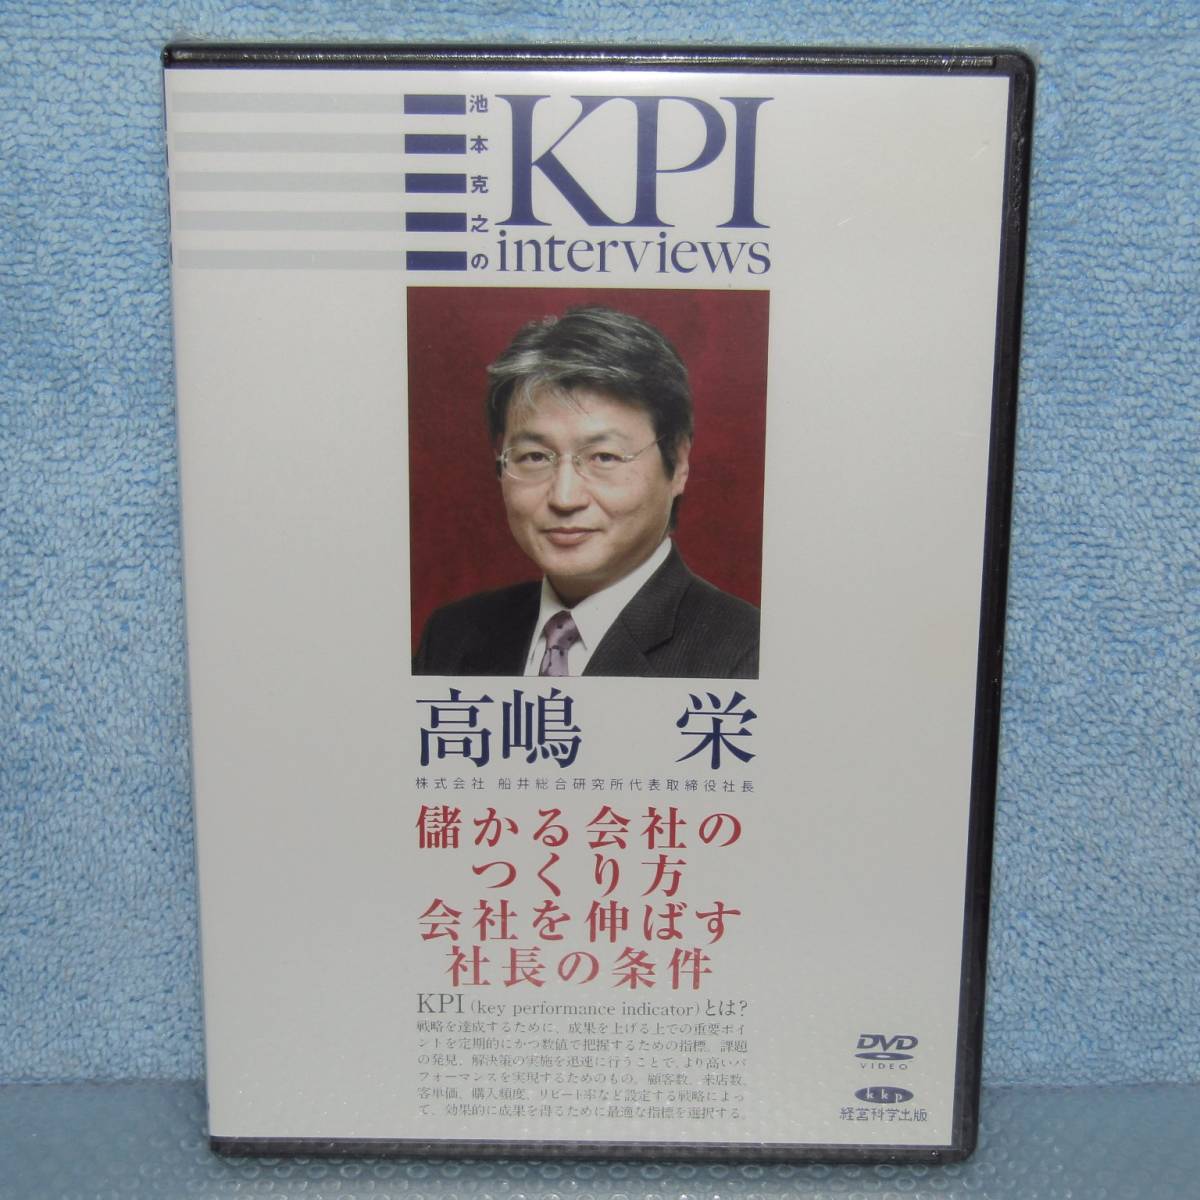 池本克之の
KPI
interviews
高嶋 栄
株式会社 船井総合研究所代表取締役社長
儲かる会社の
つくり方
会社を伸ばす
社長の条件
KPI (key performance indicator) とは?
戦略を達成するために、成果を上げる上での重要ポイ
ントを定期的にかつ数値で把握するための指標。課題
の発見、解決策の実施を迅速に行うことで、より高いパ
フォーマンスを実現するためのもの。顧客数、来店数、
客単価、購入頻度、リピート率など設定する戦略によっ
て、効果的に成果を得るために最適な指標を選択する。
DVD
VIDEO
kkp
経営科学出版